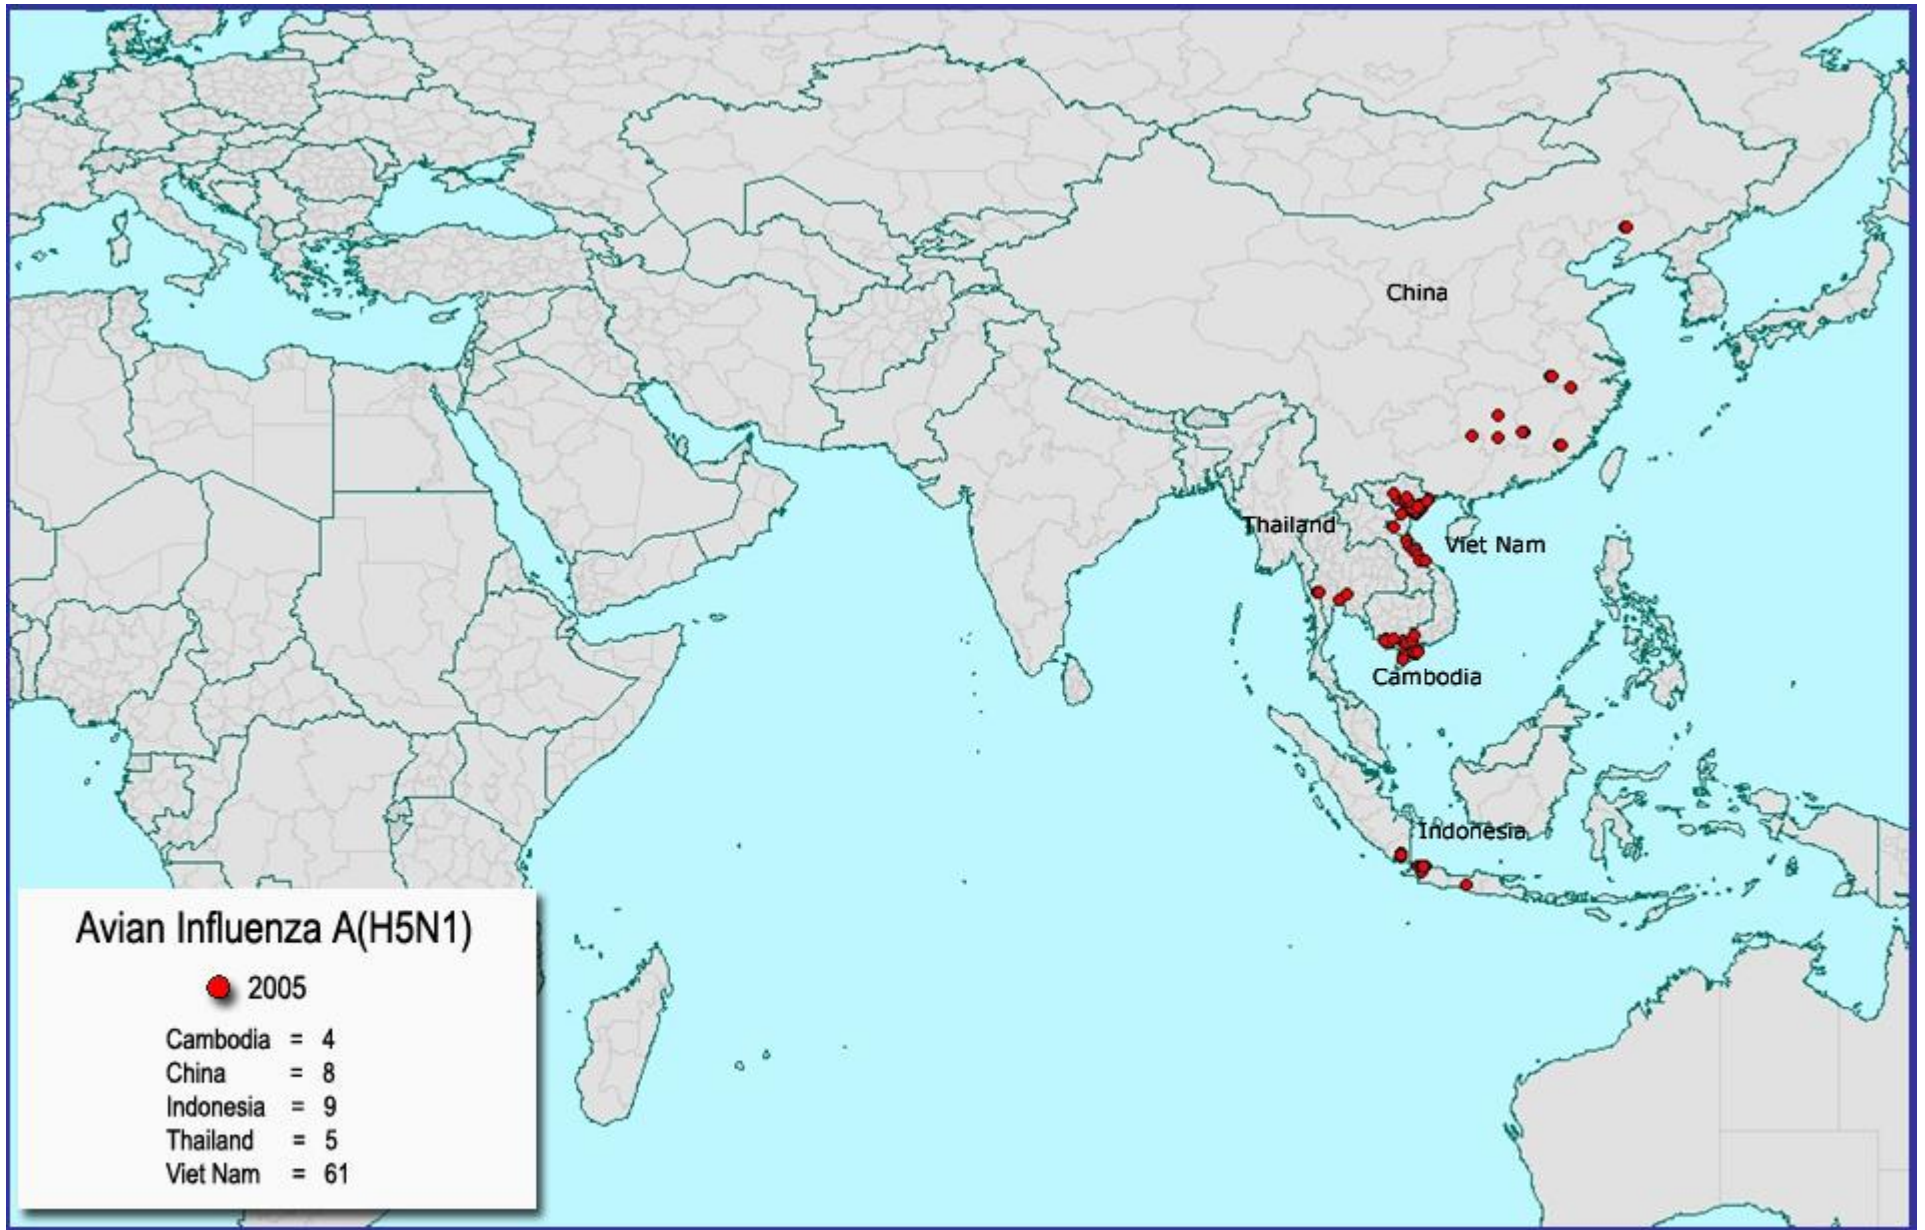 China
Thailand
Viet Nam
Cambodia
Indonesia
Avian Influenza A(H5N1)
2005
Cambodia = 4
China = 8
Indonesia = 9
Thailand = 5
Viet Nam = 61